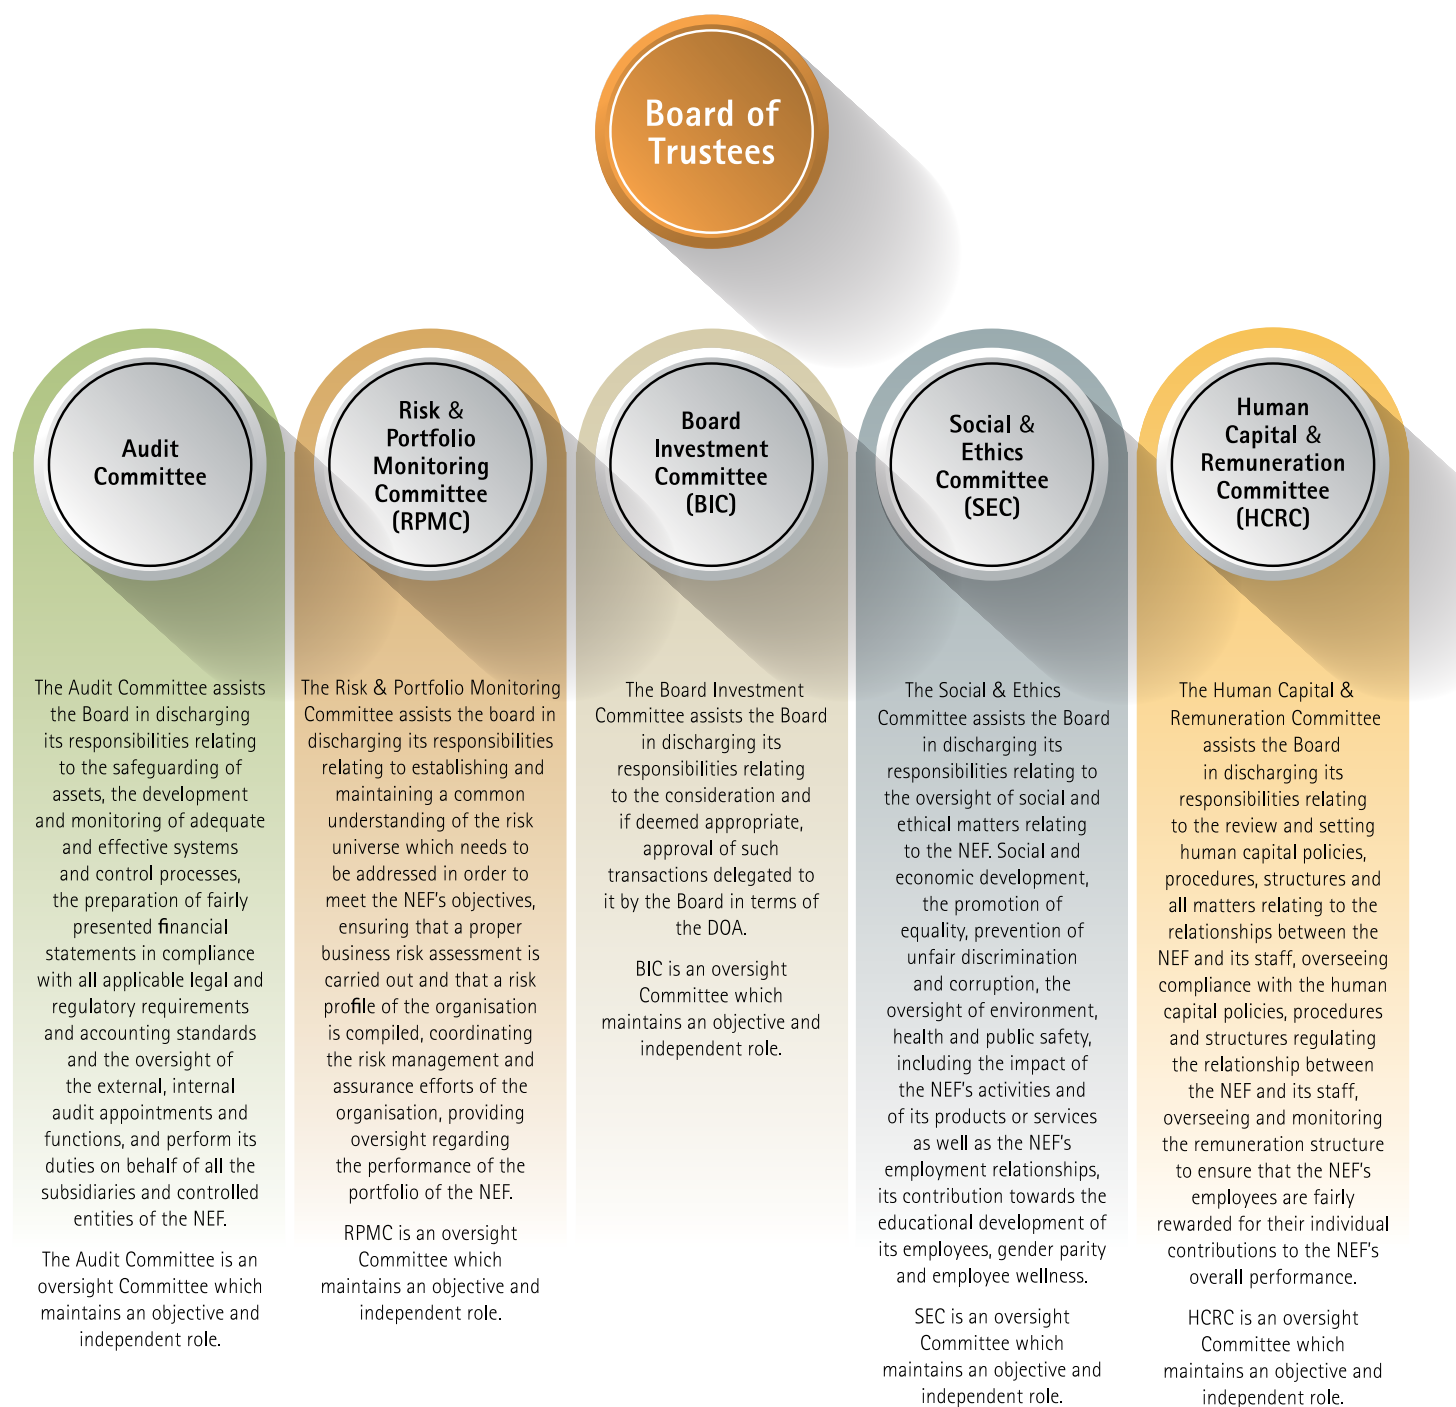 Board of
Trustees
Audit
Committee
Risk &
Portfolio
Monitoring
Committee
(RPMC)
Board
Investment
Committee
(BIC)
Social &
Ethics
Committee
(SEC)
Human
Capital &
Remuneration
Committee
(HCRC)
The Audit Committee assists
the Board in discharging
its responsibilities relating
to the safeguarding of
assets, the development
and monitoring of adequate
and effective systems
and control processes,
the preparation of fairly
presented financial
statements in compliance
with all applicable legal and
regulatory requirements
and accounting standards
and the oversight of
the external, internal
audit appointments and
functions, and perform its
duties on behalf of all the
subsidiaries and controlled
entities of the NEF.
The Audit Committee is an
oversight Committee which
maintains an objective and
independent role.
The Risk & Portfolio Monitoring
Committee assists the board in
discharging its responsibilities
relating to establishing and
maintaining a common
understanding of the risk
universe which needs to
be addressed in order to
meet the NEF's objectives,
ensuring that a proper
business risk assessment is
carried out and that a risk
profile of the organisation
is compiled, coordinating
the risk management and
assurance efforts of the
organisation, providing
oversight regarding
the performance of the
portfolio of the NEF.
RPMC is an oversight
Committee which
maintains an objective and
independent role.
The Board Investment
Committee assists the Board
in discharging its
responsibilities relating
to the consideration and
if deemed appropriate,
approval of such
transactions delegated to
it by the Board in terms of
the DOA.
BIC is an oversight
Committee which
maintains an objective and
independent role.
The Social & Ethics
Committee assists the Board
in discharging its
responsibilities relating to
the oversight of social and
ethical matters relating
to the NEF. Social and
economic development,
the promotion of
equality, prevention of
unfair discrimination
and corruption, the
oversight of environment,
health and public safety,
including the impact of
the NEF's activities and
of its products or services
as well as the NEF's
employment relationships,
its contribution towards the
educational development of
its employees, gender parity
and employee wellness.
SEC is an oversight
Committee which
maintains an objective and
independent role.
The Human Capital &
Remuneration Committee
assists the Board
in discharging its
responsibilities relating
to the review and setting
human capital policies,
procedures, structures and
all matters relating to the
relationships between the
NEF and its staff, overseeing
compliance with the human
capital policies, procedures
and structures regulating
the relationship between
the NEF and its staff,
overseeing and monitoring
the remuneration structure
to ensure that the NEF's
employees are fairly
rewarded for their individual
contributions to the NEF's
overall performance.
HCRC is an oversight
Committee which
maintains an objective and
independent role.